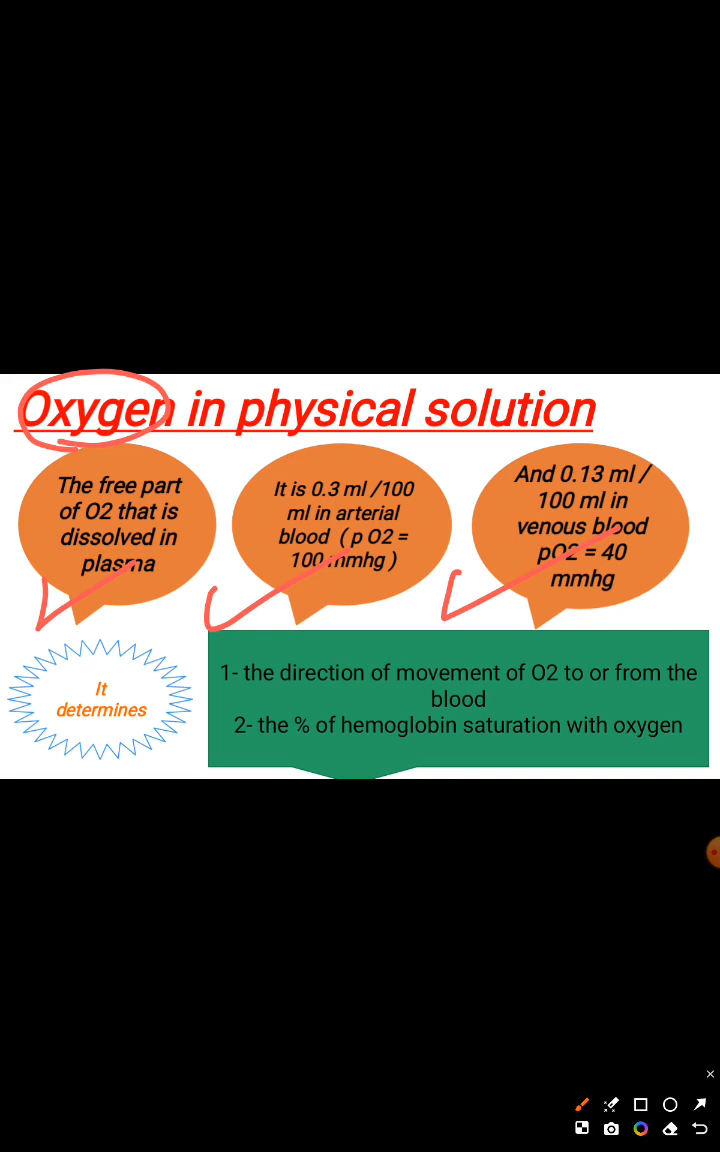 Oxygen in physical solution
The free part
of O2 that is
dissolved in
plasma
It is 0.3 ml /100
ml in arterial
blood ( p O2 =
100 mmhg )
And 0.13 ml /
100 ml in
venous blood
pO2 = 40
mmhg
It
determines
1- the direction of movement of O2 to or from the
blood
2- the % of hemoglobin saturation with oxygen